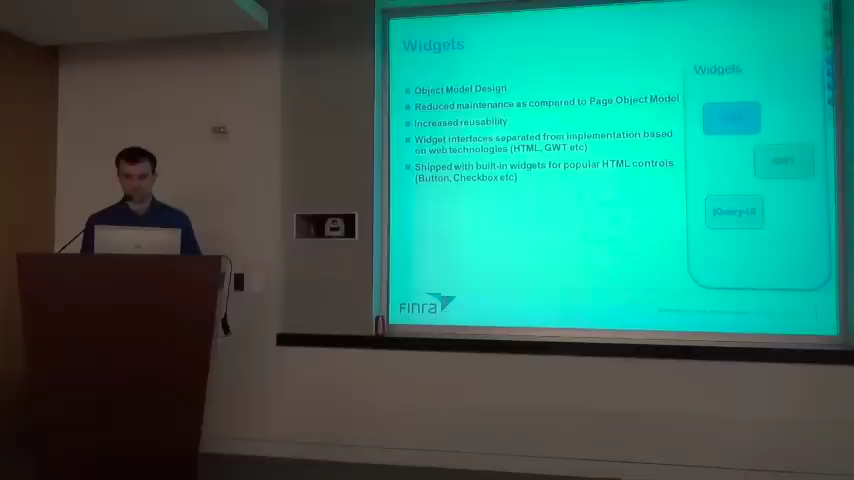 Widgets
Object Model Design
Reduced maintenance as compared to Page Object Model
Increased reusability
Widget interfaces separated from implementation based
on web technologies (HTML, GWT etc)
Shipped with built-in widgets for popular HTML controls
(Button, Checkbox etc)
Widgets
jQuery-UI
Finra